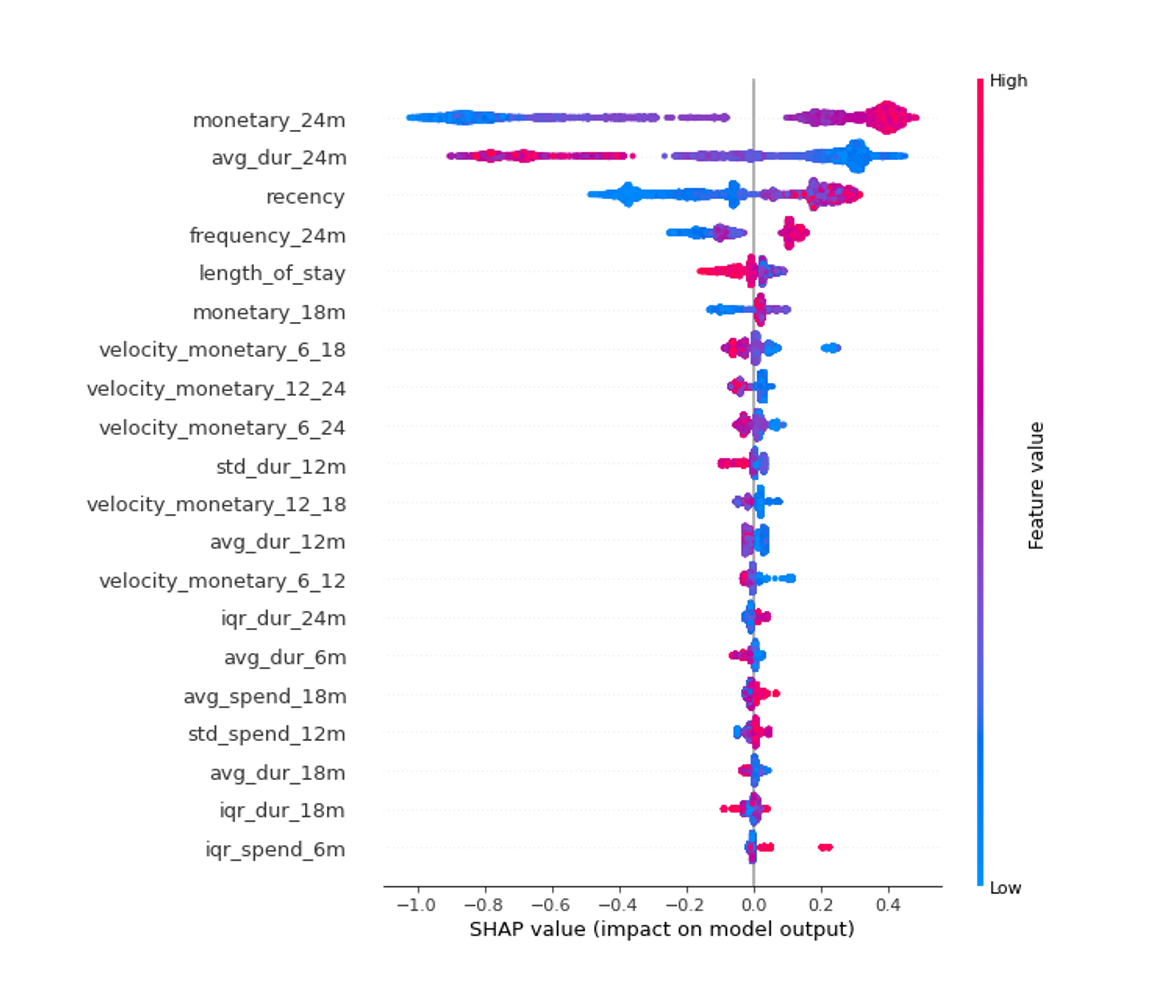 High
monetary_24m
avg_dur_24m
recency
frequency_24m
length_of_stay
monetary_18m
velocity_monetary_6_18
velocity_monetary_12_24
velocity_monetary_6_24
std_dur_12m
velocity_monetary_12_18
avg_dur_12m
velocity_monetary_6_12
iqr_dur_24m
avg_dur_6m
avg_spend_18m
std_spend_12m
avg_dur_18m
iqr_dur_18m
iqr_spend_6m
Feature value
Low
−1.0 −0.8 −0.6 −0.4 −0.2 0.0 0.2 0.4
SHAP value (impact on model output)